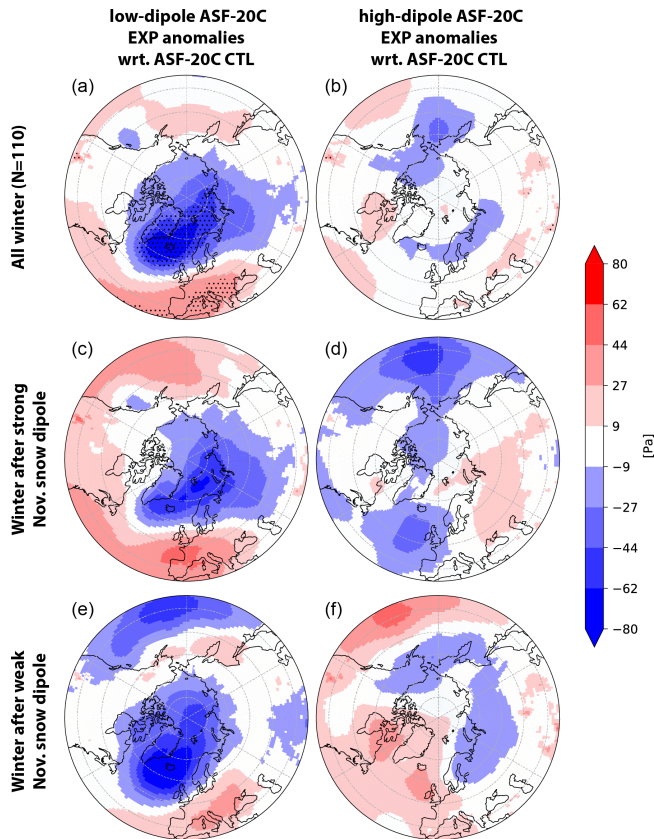 low-dipole ASF-20C
EXP anomalies
wrt. ASF-20C CTL
high-dipole ASF-20C
EXP anomalies
wrt. ASF-20C CTL
(a)
(b)
All winter (N=110)
(c)
(d)
Winter after strong
Nov. snow dipole
(e)
(f)
Winter after weak
Nov. snow dipole
80
62
44
27
9
−9
−27
−44
−62
−80
[Pa]